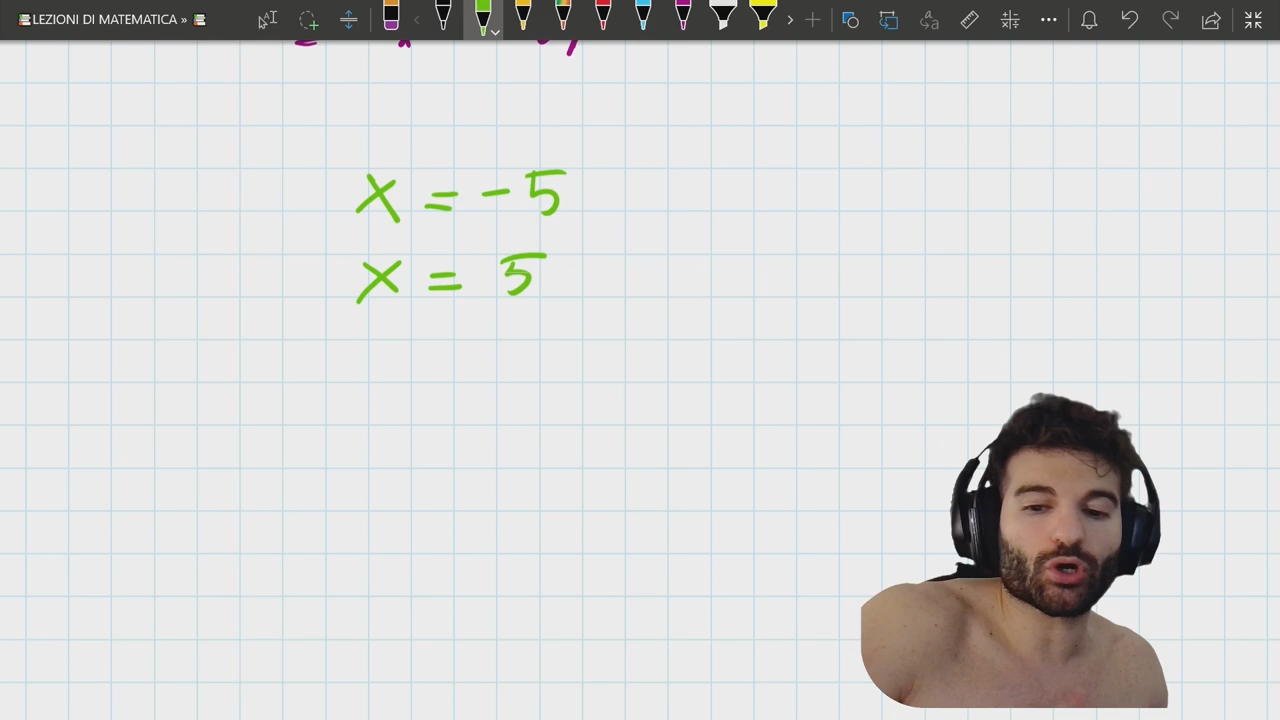 LEZIONI DI MATEMATICA »
x = -5
x = 5